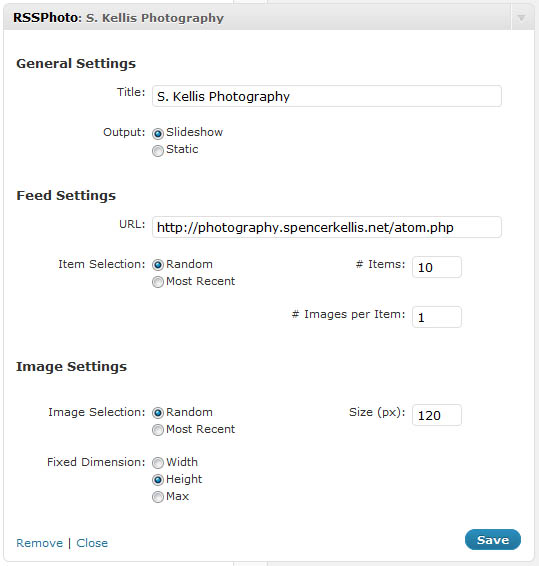 RSSPhoto: S. Kellis Photography
General Settings
Title: S. Kellis Photography
Output: Slideshow
Static
Feed Settings
URL: http://photography.spencerkellis.net/atom.php
Item Selection: Random # Items: 10
Most Recent
# Images per Item: 1
Image Settings
Image Selection: Random Size (px): 120
Most Recent
Fixed Dimension: Width
Height
Max
Remove | Close Save